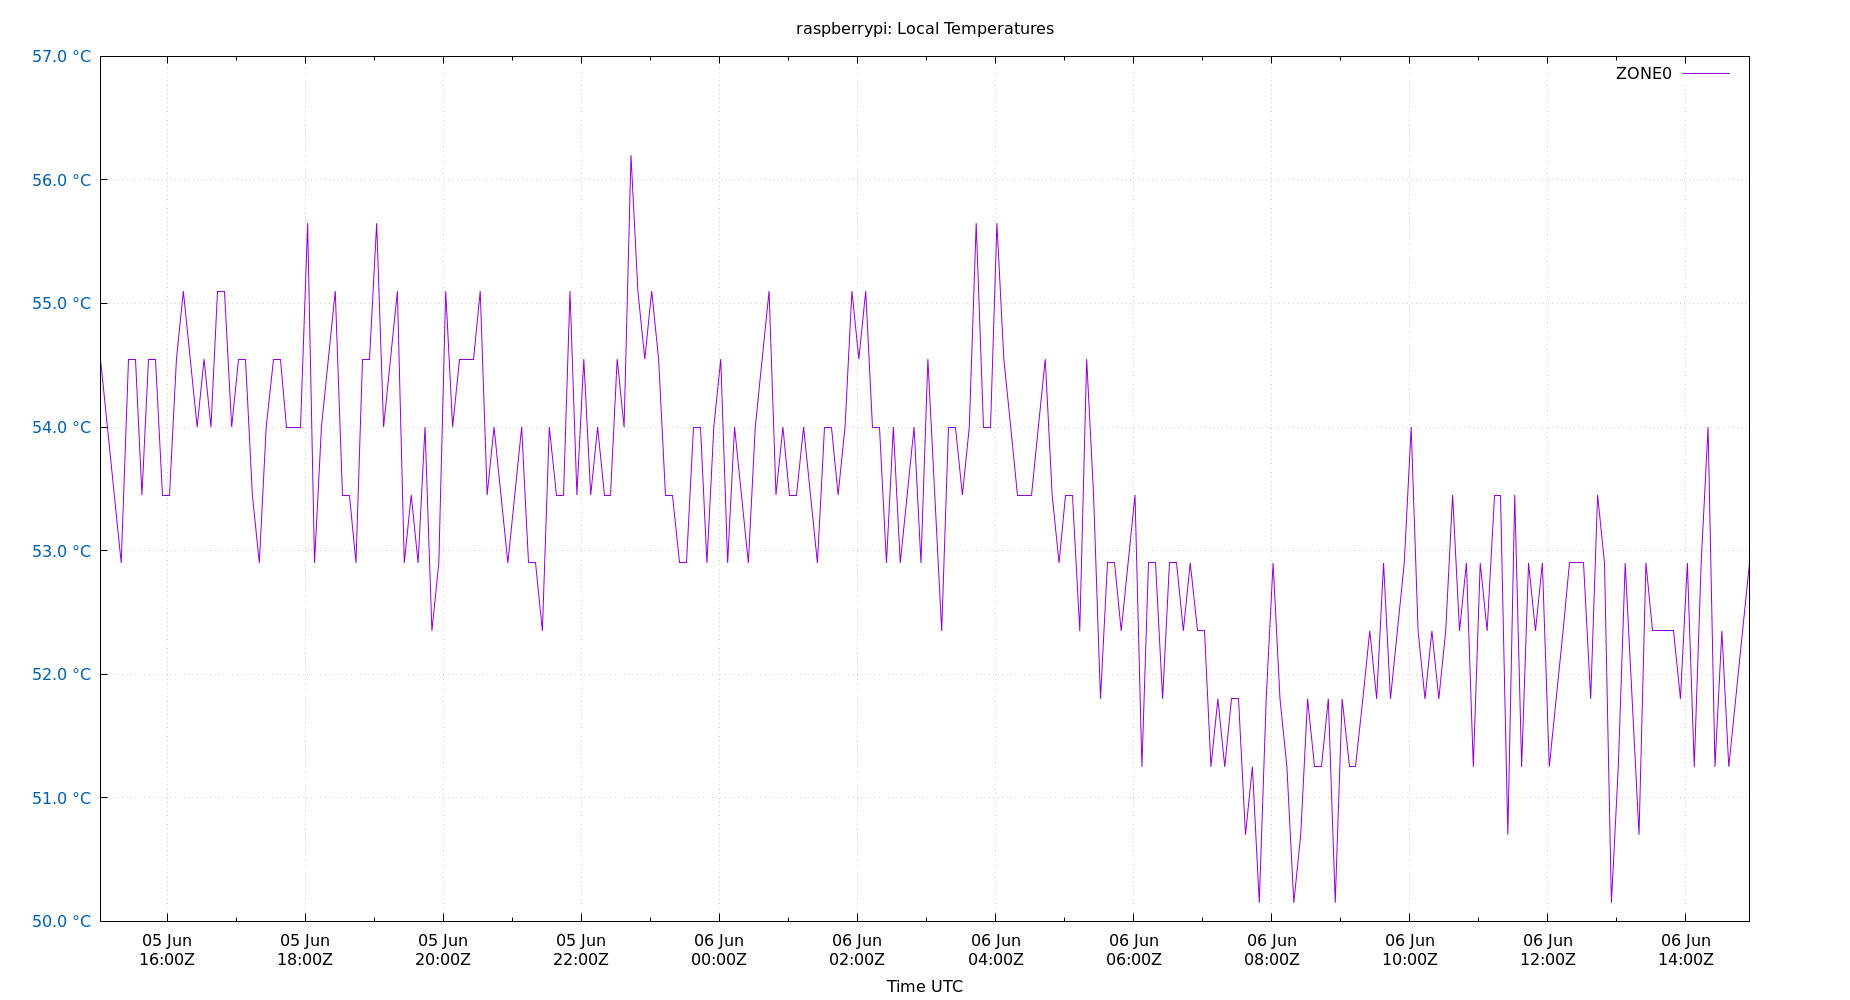 raspberrypi: Local Temperatures
57.0 °C
ZONE0
56.0 °C
55.0 °C
54.0 °C
53.0 °C
52.0 °C
51.0 °C
50.0 °C
05 Jun 05 Jun 05 Jun 05 Jun 06 Jun 06 Jun 06 Jun 06 Jun 06 Jun 06 Jun 06 Jun 06 Jun
16:00Z 18:00Z 20:00Z 22:00Z 00:00Z 02:00Z 04:00Z 06:00Z 08:00Z 10:00Z 12:00Z 14:00Z
Time UTC